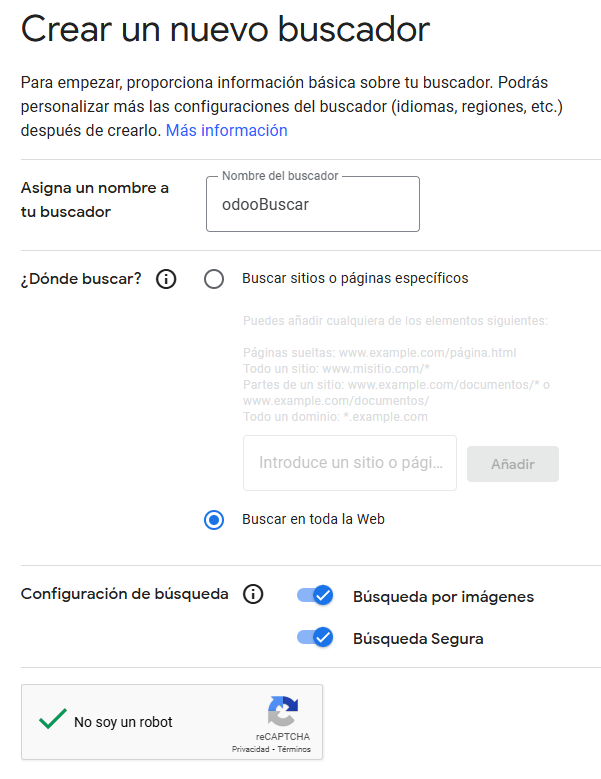 Crear un nuevo buscador
Para empezar, proporciona información básica sobre tu buscador. Podrás
personalizar más las configuraciones del buscador (idiomas, regiones, etc.)
después de crearlo. Más información
Asigna un nombre a
tu buscador
Nombre del buscador
odooBuscar
¿Dónde buscar?
Buscar sitios o páginas específicos
Puedes añadir cualquiera de los elementos siguientes:
Páginas sueltas: www.example.com/página.html
Todo un sitio: www.misitio.com/*
Partes de un sitio: www.example.com/documentos/* o
www.example.com/documentos/
Todo un dominio: *.example.com
Introduce un sitio o pági...
Añadir
Buscar en toda la Web
Configuración de búsqueda
Búsqueda por imágenes
Búsqueda Segura
No soy un robot
reCAPTCHA
Privacidad - Términos